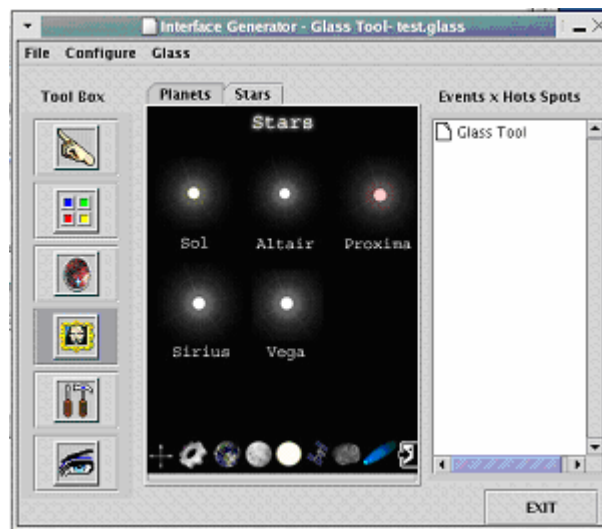 Interface Generator - Glass Tool- test.glass
File Configure Glass
Tool Box
Planets Stars
Events x Hots Spots
Stars
Glass Tool
Sol Altair Proxima
Sirius Vega
EXIT